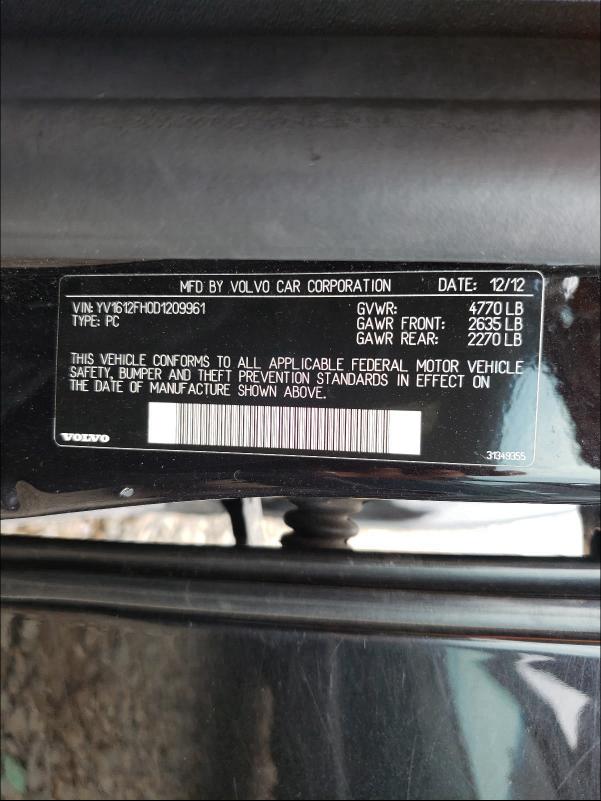 MFD BY VOLVO CAR CORPORATION DATE: 12/12
VIN: YV1612FH0D1209961 GVWR: 4770 LB
TYPE: PC GAWR FRONT: 2635 LB
GAWR REAR: 2270 LB
THIS VEHICLE CONFORMS TO ALL APPLICABLE FEDERAL MOTOR VEHICLE
SAFETY, BUMPER AND THEFT PREVENTION STANDARDS IN EFFECT ON
THE DATE OF MANUFACTURE SHOWN ABOVE.
VOLVO 31349355